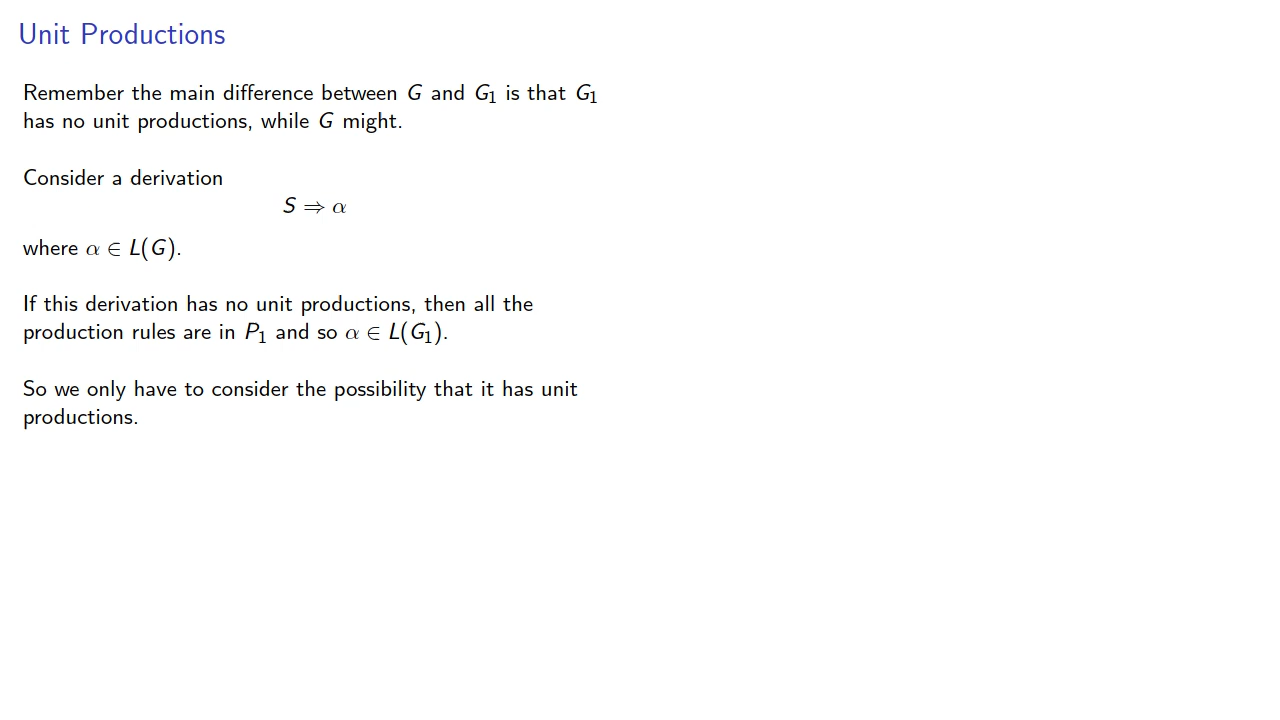 Unit Productions
Remember the main difference between G and G₁ is that G₁
has no unit productions, while G might.
Consider a derivation
S ⇒ α
where α ∈ L(G).
If this derivation has no unit productions, then all the
production rules are in P₁ and so α ∈ L(G₁).
So we only have to consider the possibility that it has unit
productions.